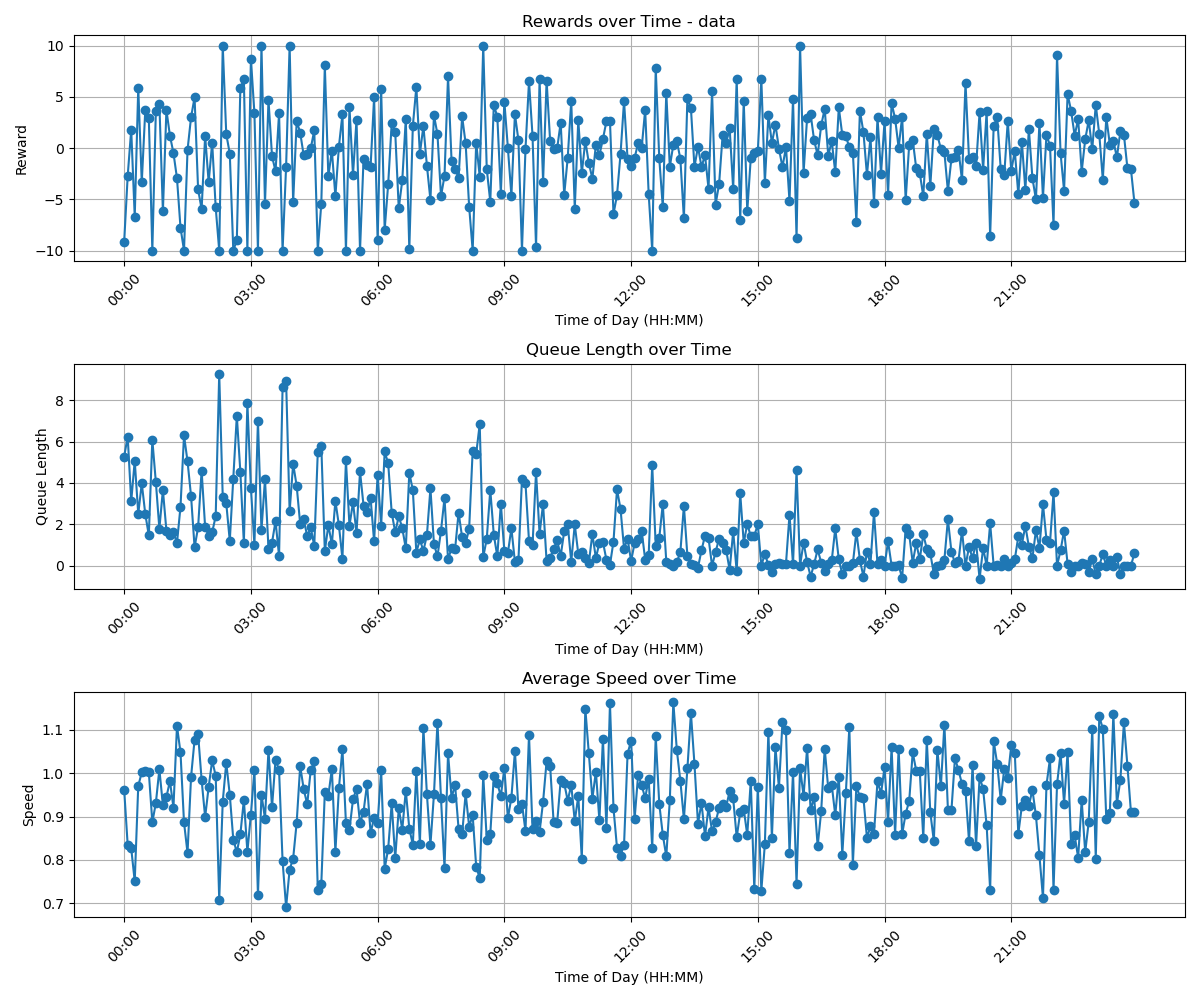 Rewards over Time - data
10
5
0
−5
−10
Reward
00:00 03:00 06:00 09:00 12:00 15:00 18:00 21:00
Time of Day (HH:MM)
Queue Length over Time
8
6
4
2
0
Queue Length
00:00 03:00 06:00 09:00 12:00 15:00 18:00 21:00
Time of Day (HH:MM)
Average Speed over Time
1.1
1.0
0.9
0.8
0.7
Speed
00:00 03:00 06:00 09:00 12:00 15:00 18:00 21:00
Time of Day (HH:MM)